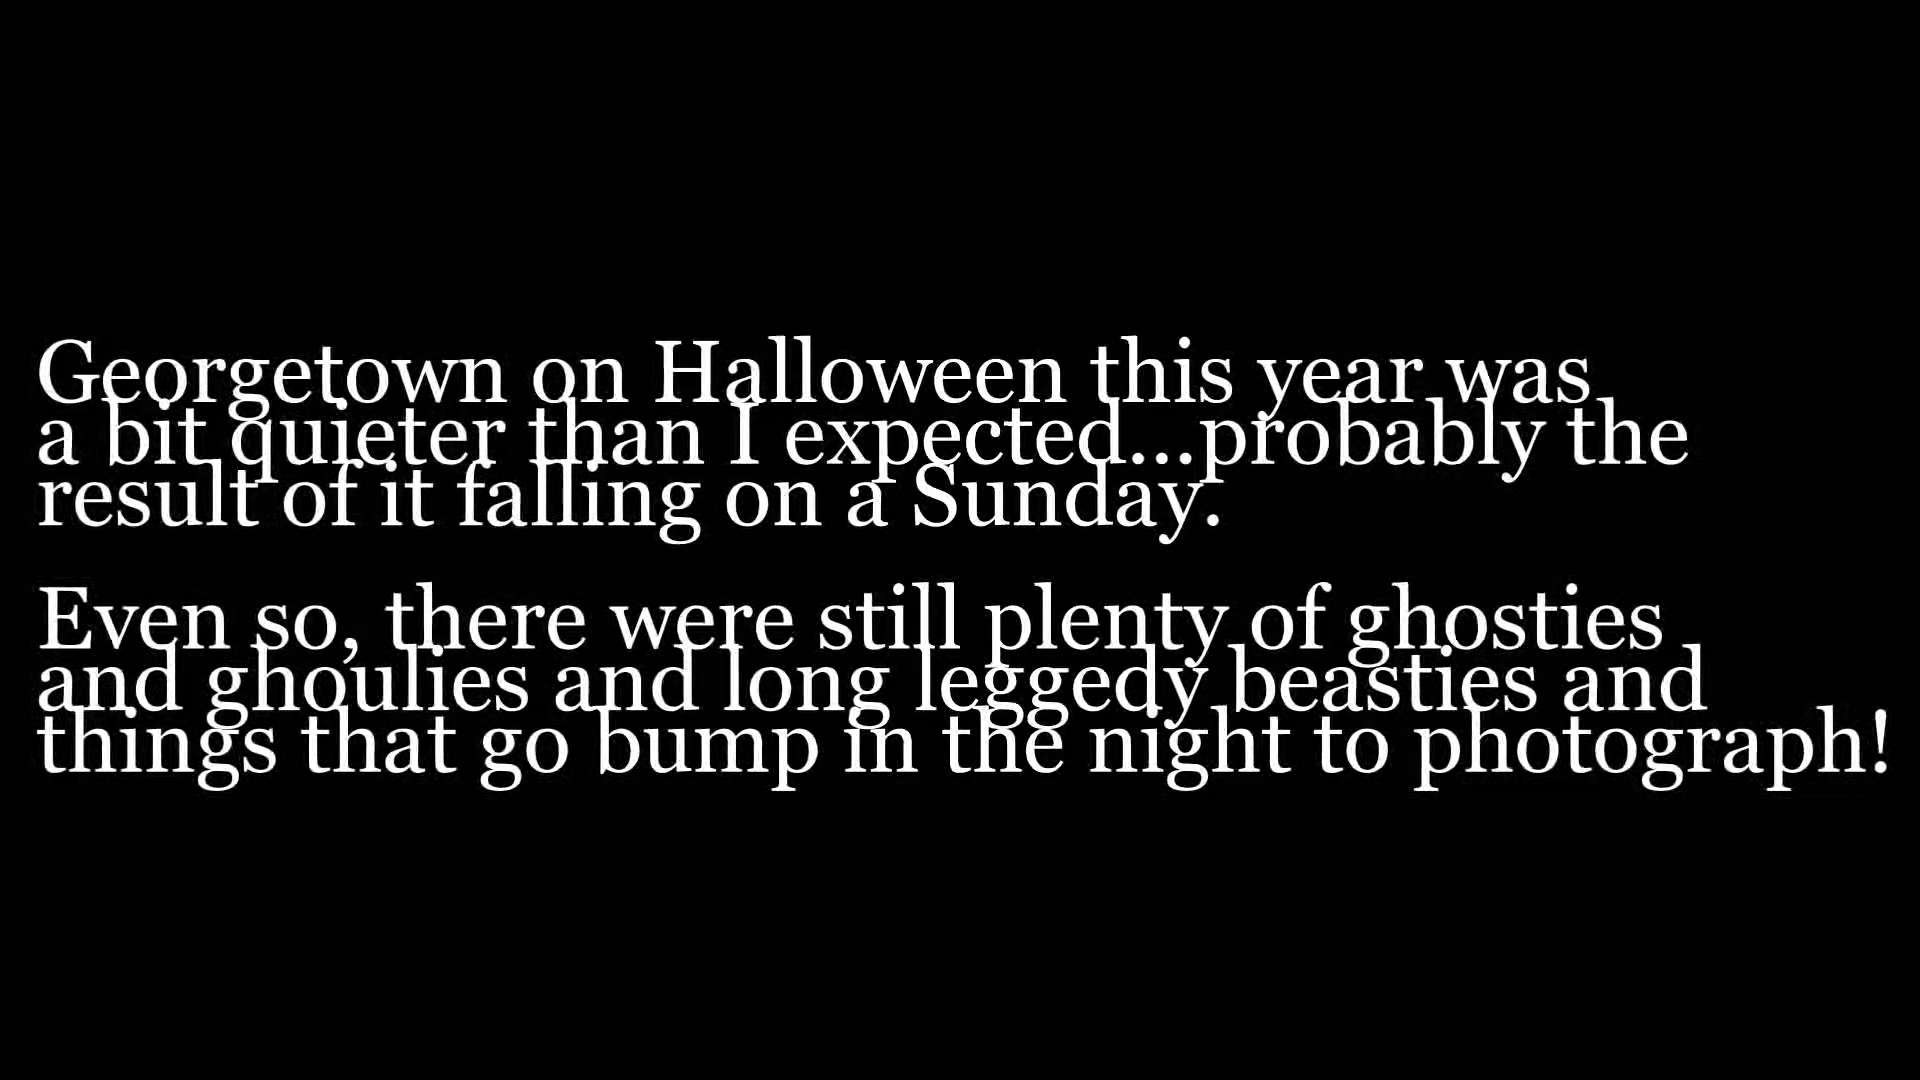 Georgetown on Halloween this year was
a bit quieter than I expected...probably the
result of it falling on a Sunday.
Even so, there were still plenty of ghosties
and ghoulies and long leggedy beasties and
things that go bump in the night to photograph!